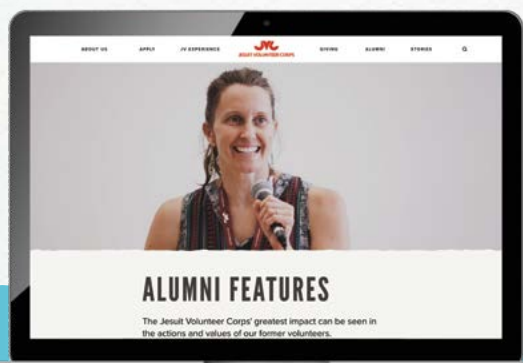 ABOUT US APPLY JV EXPERIENCE JVC GIVING ALUMNI STORIES
JESUIT VOLUNTEER CORPS
ALUMNI FEATURES
The Jesuit Volunteer Corps' greatest impact can be seen in
the actions and values of our former volunteers.